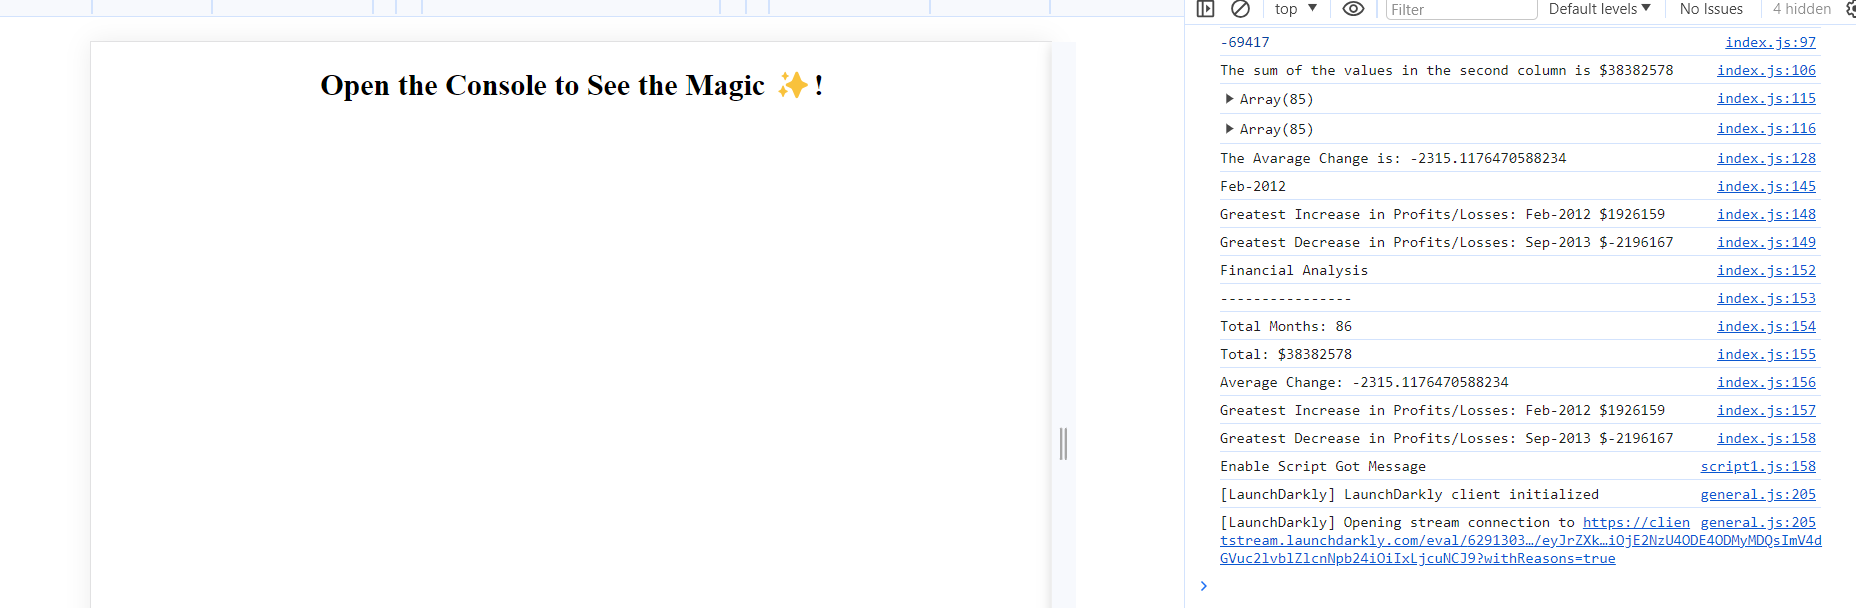 top Filter Default levels No Issues 4 hidden
-69417 index.js:97
Open the Console to See the Magic ✨!
The sum of the values in the second column is $38382578 index.js:106
Array(85) index.js:115
Array(85) index.js:116
The Avarage Change is: -2315.1176470588234 index.js:128
Feb-2012 index.js:145
Greatest Increase in Profits/Losses: Feb-2012 $1926159 index.js:148
Greatest Decrease in Profits/Losses: Sep-2013 $-2196167 index.js:149
Financial Analysis index.js:152
---------------- index.js:153
Total Months: 86 index.js:154
Total: $38382578 index.js:155
Average Change: -2315.1176470588234 index.js:156
Greatest Increase in Profits/Losses: Feb-2012 $1926159 index.js:157
Greatest Decrease in Profits/Losses: Sep-2013 $-2196167 index.js:158
Enable Script Got Message script1.js:158
[LaunchDarkly] LaunchDarkly client initialized general.js:205
[LaunchDarkly] Opening stream connection to https://clien general.js:205
tstream.launchdarkly.com/eval/6291303…/eyJrZXk…iOjE2NzU4ODE4ODMyMDQsImV4d
GVuc2lvblZlcnNpb24iOiIxLjcuNCJ9?withReasons=true